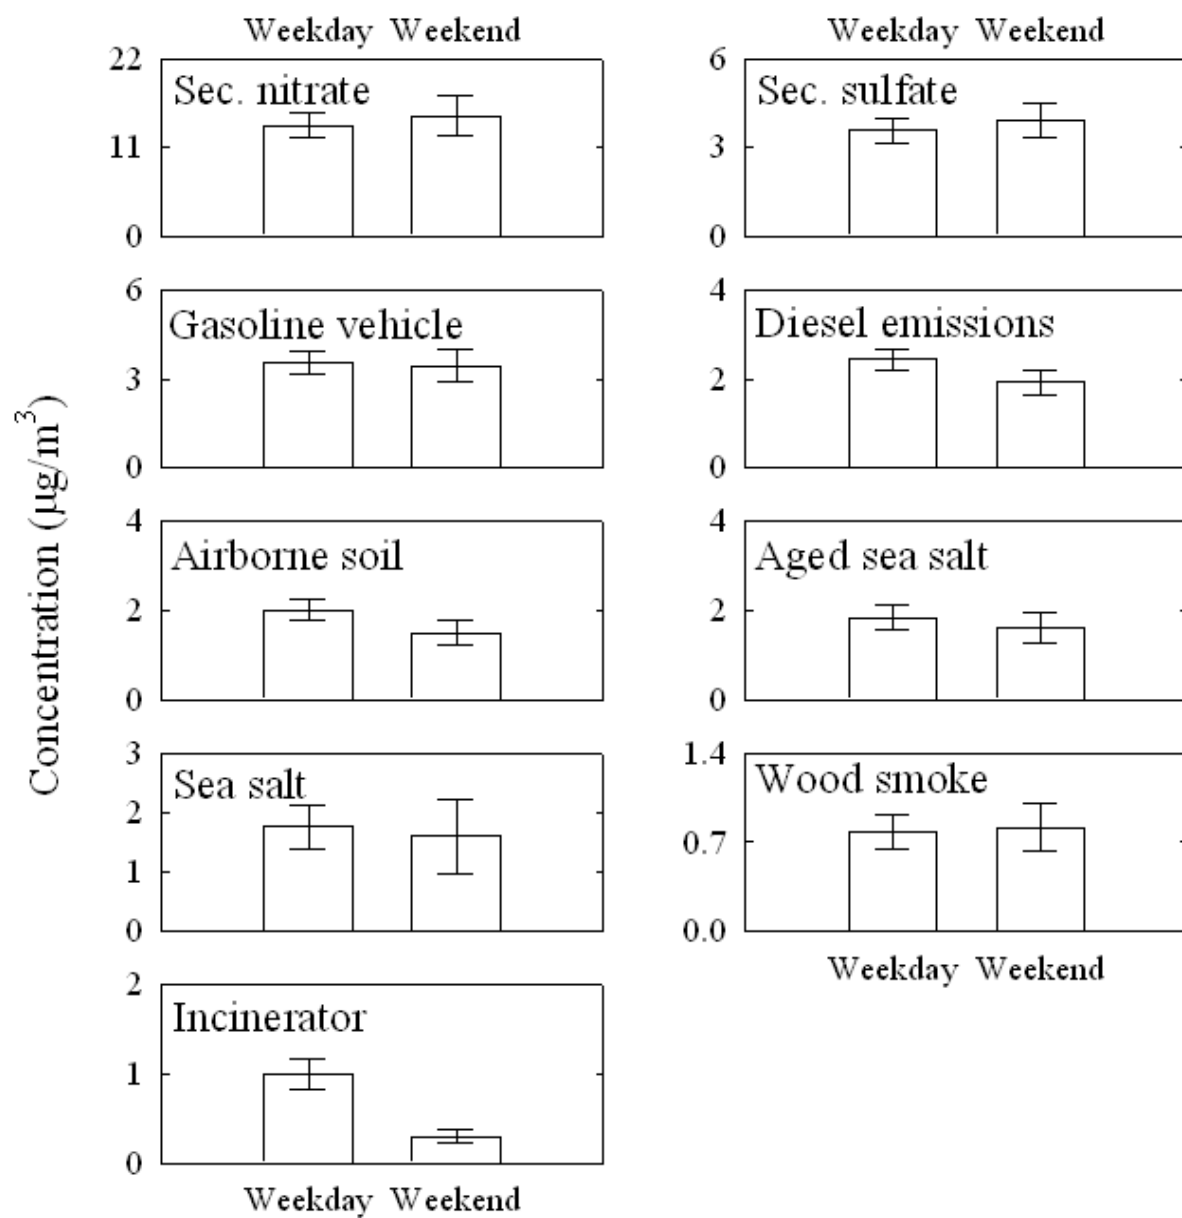 Weekday Weekend
22
Sec. nitrate
11
0
Weekday Weekend
6
Sec. sulfate
3
0
6
Gasoline vehicle
3
0
4
Diesel emissions
2
0
Concentration (µg/m³)
4
Airborne soil
2
0
4
Aged sea salt
2
0
3
Sea salt
2
1
0
1.4
Wood smoke
0.7
0.0
Weekday Weekend
2
Incinerator
1
0
Weekday Weekend